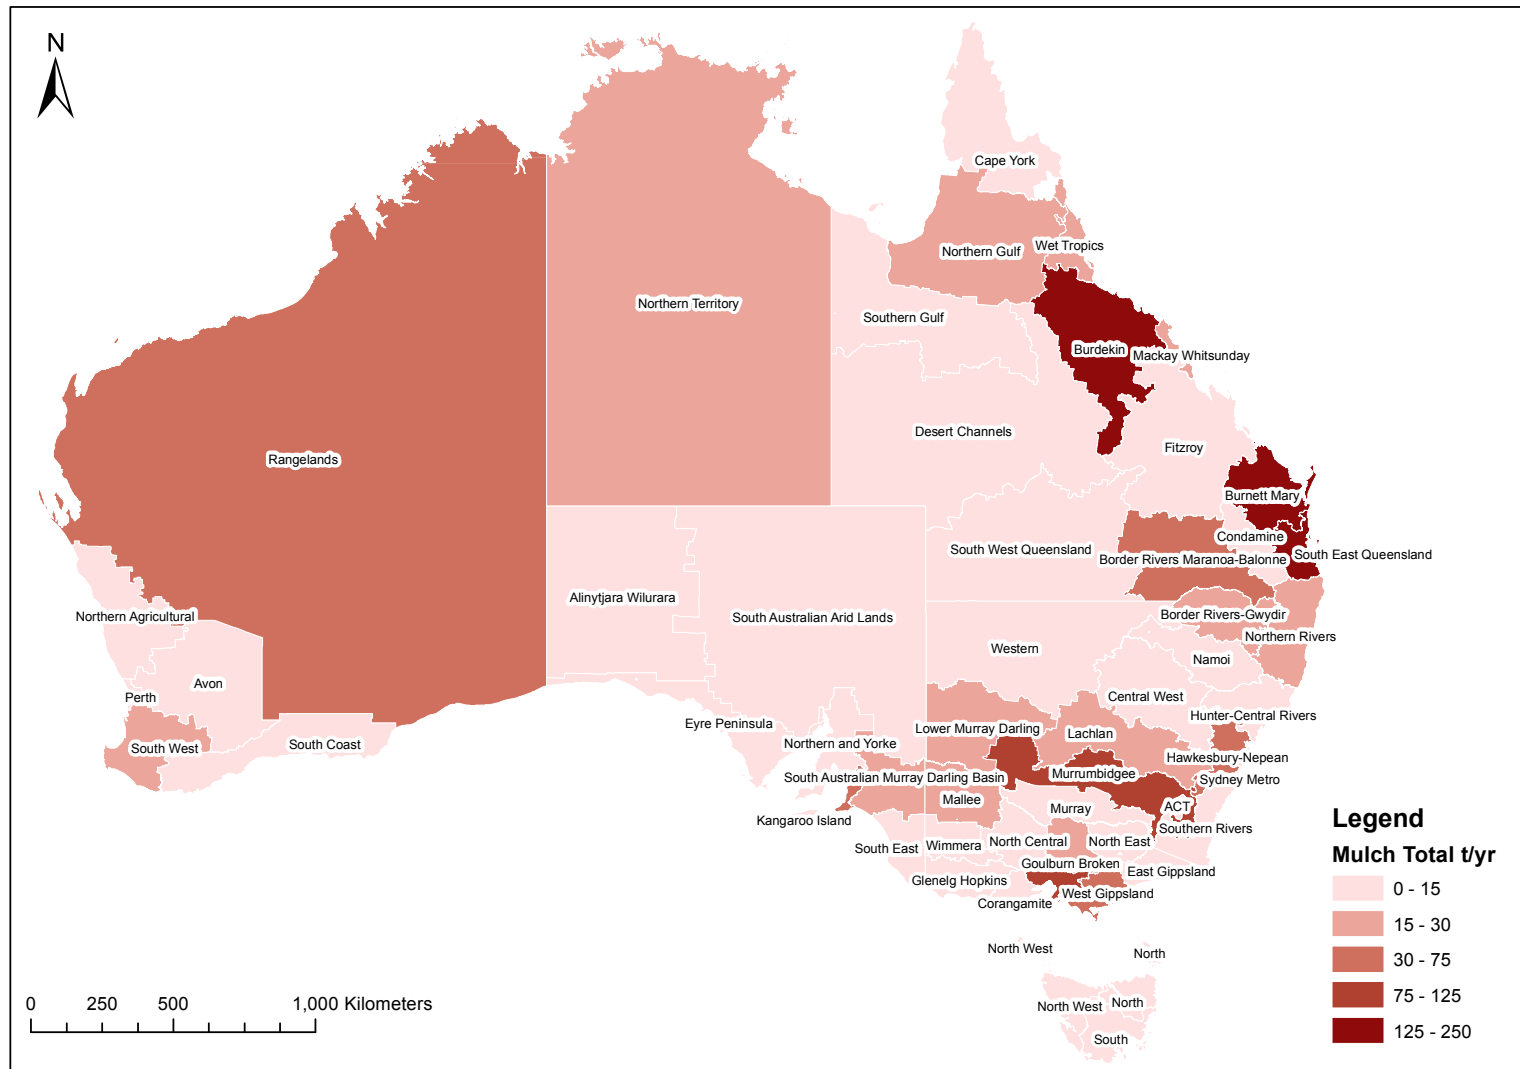 N
Cape York
Wet Tropics
Northern Gulf
Northern Territory
Southern Gulf
Burdekin
Mackay Whitsunday
Desert Channels
Fitzroy
Rangelands
Burnett Mary
Condamine
South West Queensland
South East Queensland
Border Rivers Maranoa-Balonne
Alinytjara Wilurara
South Australian Arid Lands
Northern Agricultural
Border Rivers-Gwydir
Northern Rivers
Western
Namoi
Avon
Perth
Central West
Hunter-Central Rivers
Eyre Peninsula
Lower Murray Darling
Lachlan
South West
South Coast
Northern and Yorke
Hawkesbury-Nepean
Murrumbidgee
South Australian Murray Darling Basin
Sydney Metro
Mallee
Murray
ACT
Kangaroo Island
Southern Rivers
South East
Wimmera
North Central
North East
Goulburn Broken
East Gippsland
Glenelg Hopkins
West Gippsland
Corangamite
North West
North
North West
North
South
0 250 500 1,000 Kilometers
Legend
Mulch Total t/yr
0 - 15
15 - 30
30 - 75
75 - 125
125 - 250